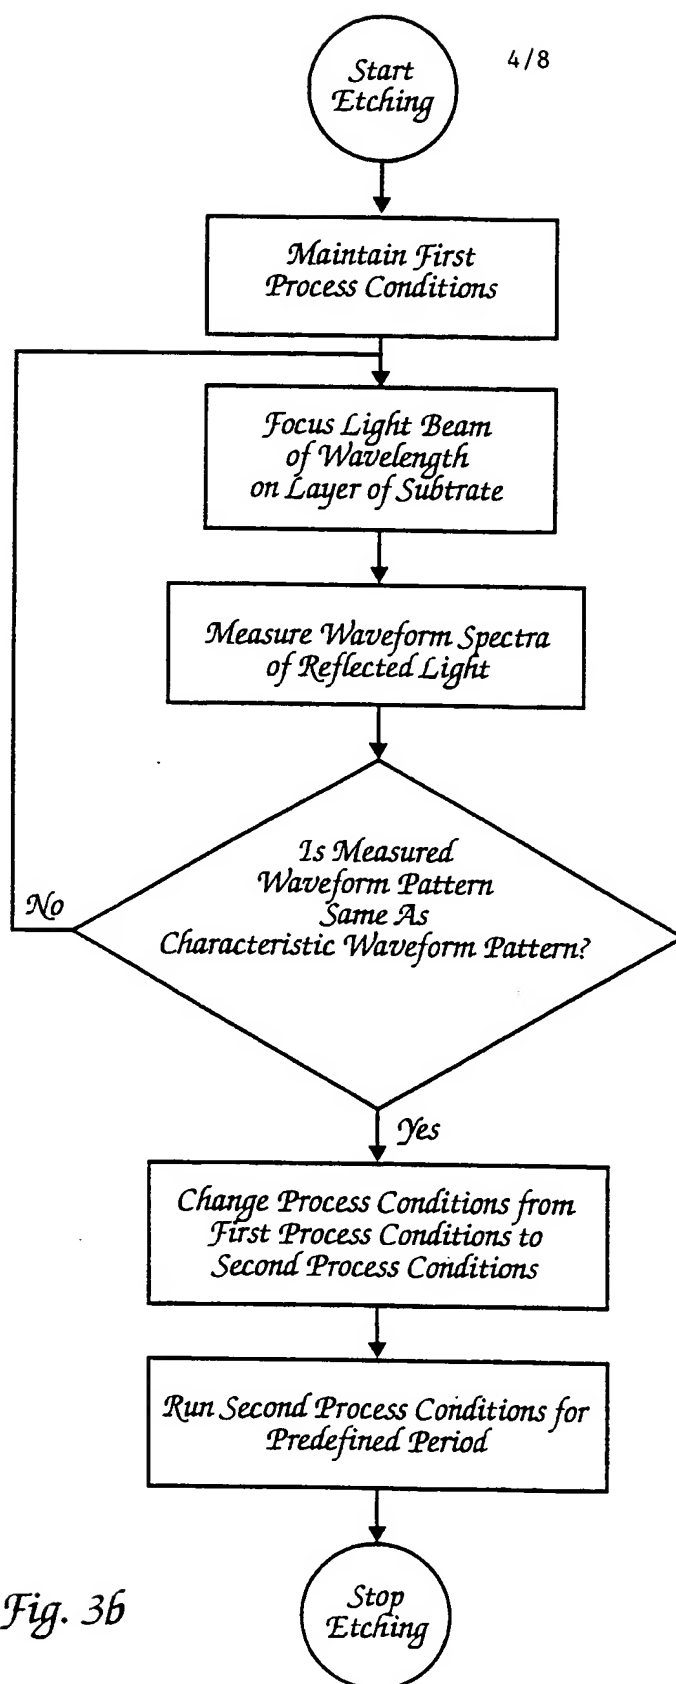 4/8
Start
Etching
Maintain First
Process Conditions
Focus Light Beam
of Wavelength
on Layer of Subtrate
Measure Waveform Spectra
of Reflected Light
Is Measured
Waveform Pattern
Same As
Characteristic Waveform Pattern?
No
Yes
Change Process Conditions from
First Process Conditions to
Second Process Conditions
Run Second Process Conditions for
Predefined Period
Stop
Etching
Fig. 3b